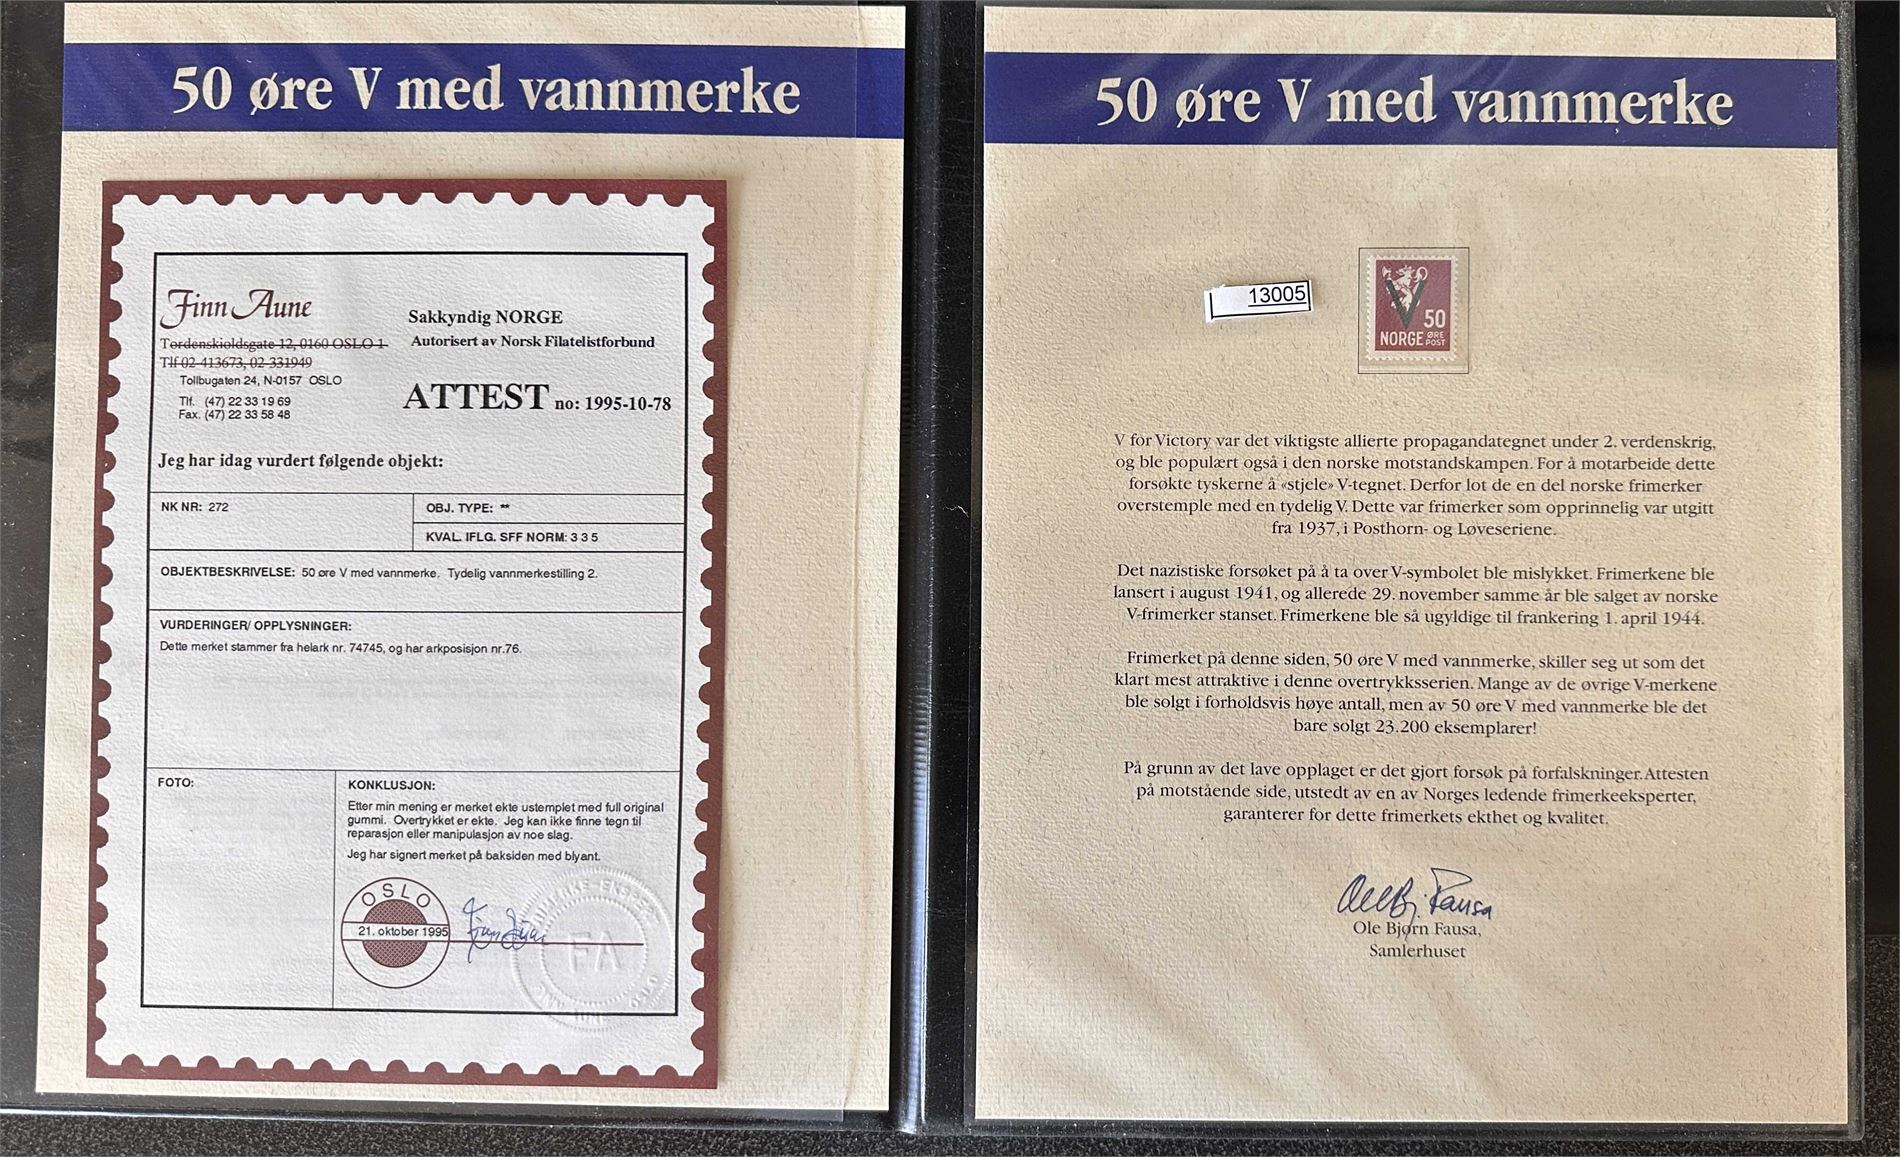 50 øre V med vannmerke
Finn Aune
Tordenskioldsgate 12, 0160 OSLO 1
Tlf 02-413673, 02-331949
Tollbugaten 24, N-0157 OSLO
Tlf. (47) 22 33 19 69
Fax. (47) 22 33 58 48
Sakkyndig NORGE
Autorisert av Norsk Filatelistforbund
ATTEST no: 1995-10-78
Jeg har idag vurdert følgende objekt:
NK NR: 272
OBJ. TYPE: **
KVAL. IFLG. SFF NORM: 3 3 5
OBJEKTBESKRIVELSE: 50 øre V med vannmerke. Tydelig vannmerkestilling 2.
VURDERINGER/ OPPLYSNINGER:
Dette merket stammer fra helark nr. 74745, og har arkposisjon nr.76.
FOTO:
KONKLUSJON:
Etter min mening er merket ekte ustemplet med full original
gummi. Overtrykket er ekte. Jeg kan ikke finne tegn til
reparasjon eller manipulasjon av noe slag.
Jeg har signert merket på baksiden med blyant.
OSLO
21. oktober 1995
Finn Aune
FA
OSLO
50 øre V med vannmerke
13005
V
50
NORGE ØRE
POST
V for Victory var det viktigste allierte propagandategnet under 2. verdenskrig,
og ble populært også i den norske motstandskampen. For å motarbeide dette
forsøkte tyskerne å «stjele» V-tegnet. Derfor lot de en del norske frimerker
overstemple med en tydelig V. Dette var frimerker som opprinnelig var utgitt
fra 1937, i Posthorn- og Løveseriene.
Det nazistiske forsøket på å ta over V-symbolet ble mislykket. Frimerkene ble
lansert i august 1941, og allerede 29. november samme år ble salget av norske
V-frimerker stanset. Frimerkene ble så ugyldige til frankering 1. april 1944.
Frimerket på denne siden, 50 øre V med vannmerke, skiller seg ut som det
klart mest attraktive i denne overtrykksserien. Mange av de øvrige V-merkene
ble solgt i forholdsvis høye antall, men av 50 øre V med vannmerke ble det
bare solgt 23.200 eksemplarer!
På grunn av det lave opplaget er det gjort forsøk på forfalskninger. Attesten
på motstående side, utstedt av en av Norges ledende frimerkeeksperter,
garanterer for dette frimerkets ekthet og kvalitet.
Ole Bj. Fausa
Ole Bjørn Fausa,
Samlerhuset